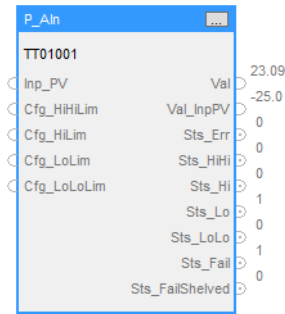 P_AIn ...
TT01001
Inp_PV Val 23.09
Cfg_HiHiLim Val_InpPV -25.0
Cfg_HiLim Sts_Err 0
Cfg_LoLim Sts_HiHi 0
Cfg_LoLoLim Sts_Hi 0
Sts_Lo 1
Sts_LoLo 0
Sts_Fail 1
Sts_FailShelved 0